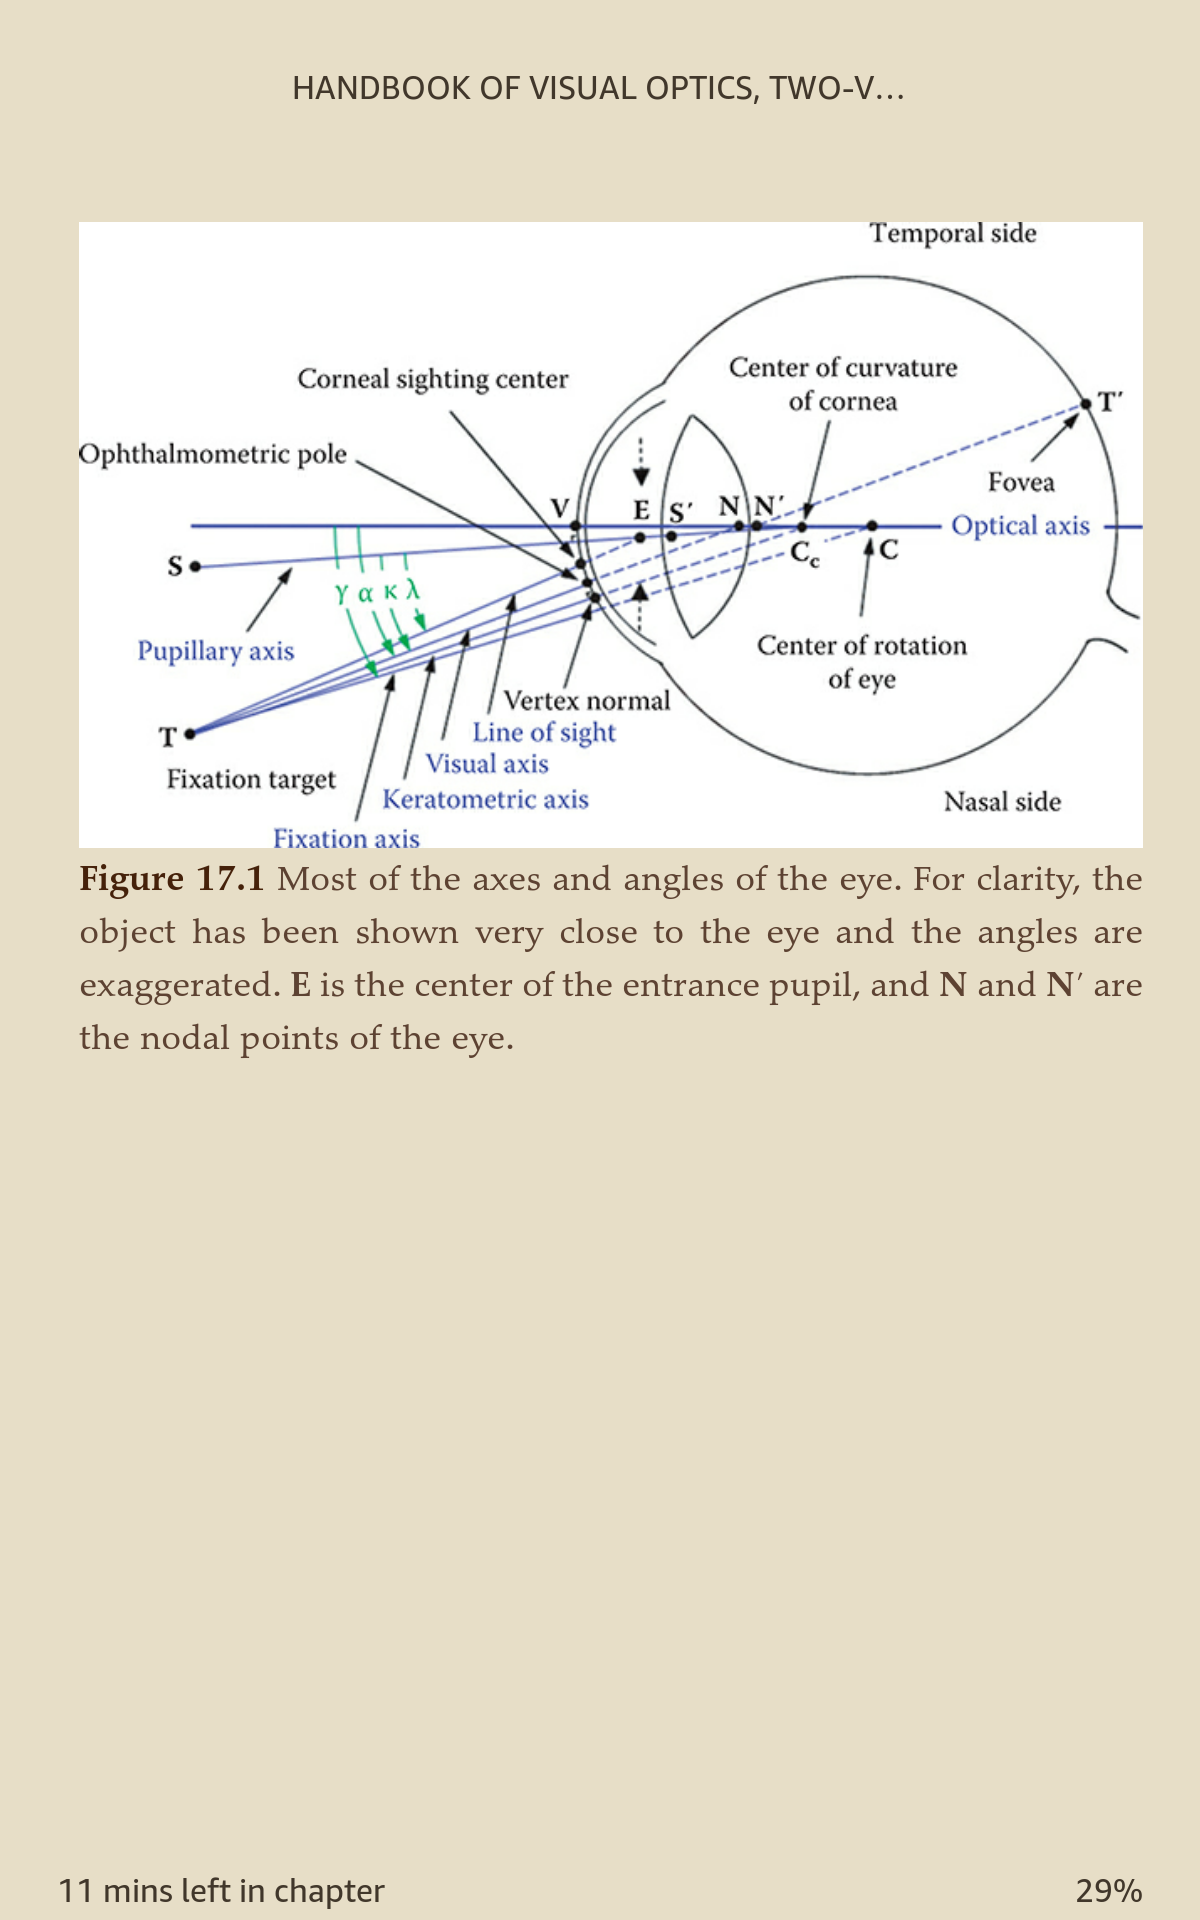 HANDBOOK OF VISUAL OPTICS, TWO-V…
Temporal side
Corneal sighting center
Center of curvature
of cornea
T′
Ophthalmometric pole
Fovea
V
E
S′
N
N′
Optical axis
S
C
Cc
γ α κ λ
Pupillary axis
Center of rotation
of eye
Vertex normal
T
Line of sight
Visual axis
Fixation target
Keratometric axis
Nasal side
Fixation axis
Figure 17.1 Most of the axes and angles of the eye. For clarity, the
object has been shown very close to the eye and the angles are
exaggerated. E is the center of the entrance pupil, and N and N′ are
the nodal points of the eye.
11 mins left in chapter
29%